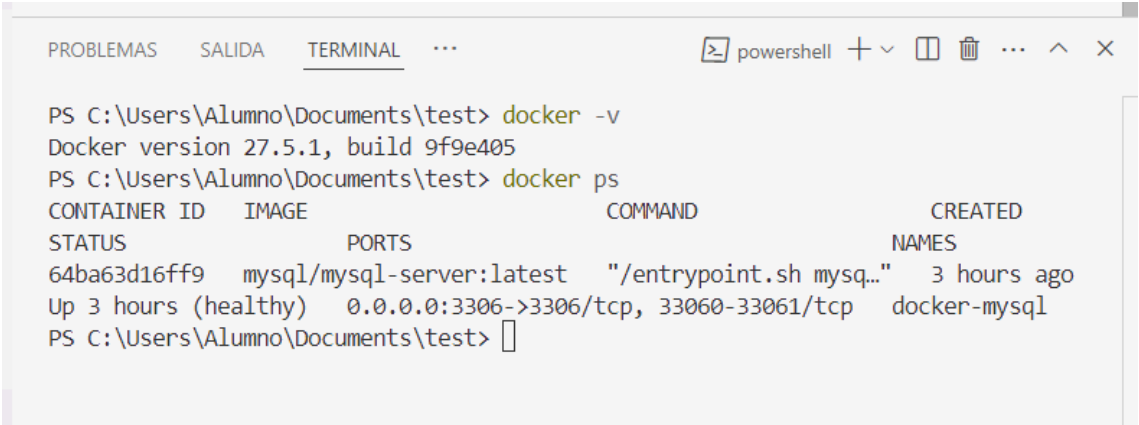 PROBLEMAS SALIDA TERMINAL ··· powershell ···
PS C:\Users\Alumno\Documents\test> docker -v
Docker version 27.5.1, build 9f9e405
PS C:\Users\Alumno\Documents\test> docker ps
CONTAINER ID   IMAGE                       COMMAND                  CREATED
STATUS                 PORTS                                     NAMES
64ba63d16ff9   mysql/mysql-server:latest   "/entrypoint.sh mysq…"   3 hours ago
Up 3 hours (healthy)   0.0.0.0:3306->3306/tcp, 33060-33061/tcp   docker-mysql
PS C:\Users\Alumno\Documents\test>